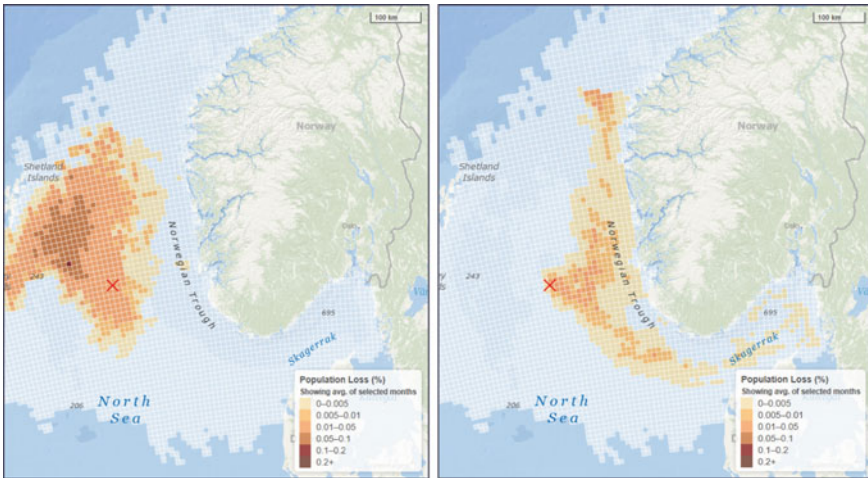 100 km
Norway
Shetland
Islands
Norwegian Trough
243
695
Skagerrak
206
North
Sea
Population Loss (%)
Showing avg. of selected months
0–0.005
0.005–0.01
0.01–0.05
0.05–0.1
0.1–0.2
0.2+
100 km
Norway
Shetland
Islands
Norwegian Trough
243
695
Skagerrak
206
North
Sea
Population Loss (%)
Showing avg. of selected months
0–0.005
0.005–0.01
0.01–0.05
0.05–0.1
0.1–0.2
0.2+